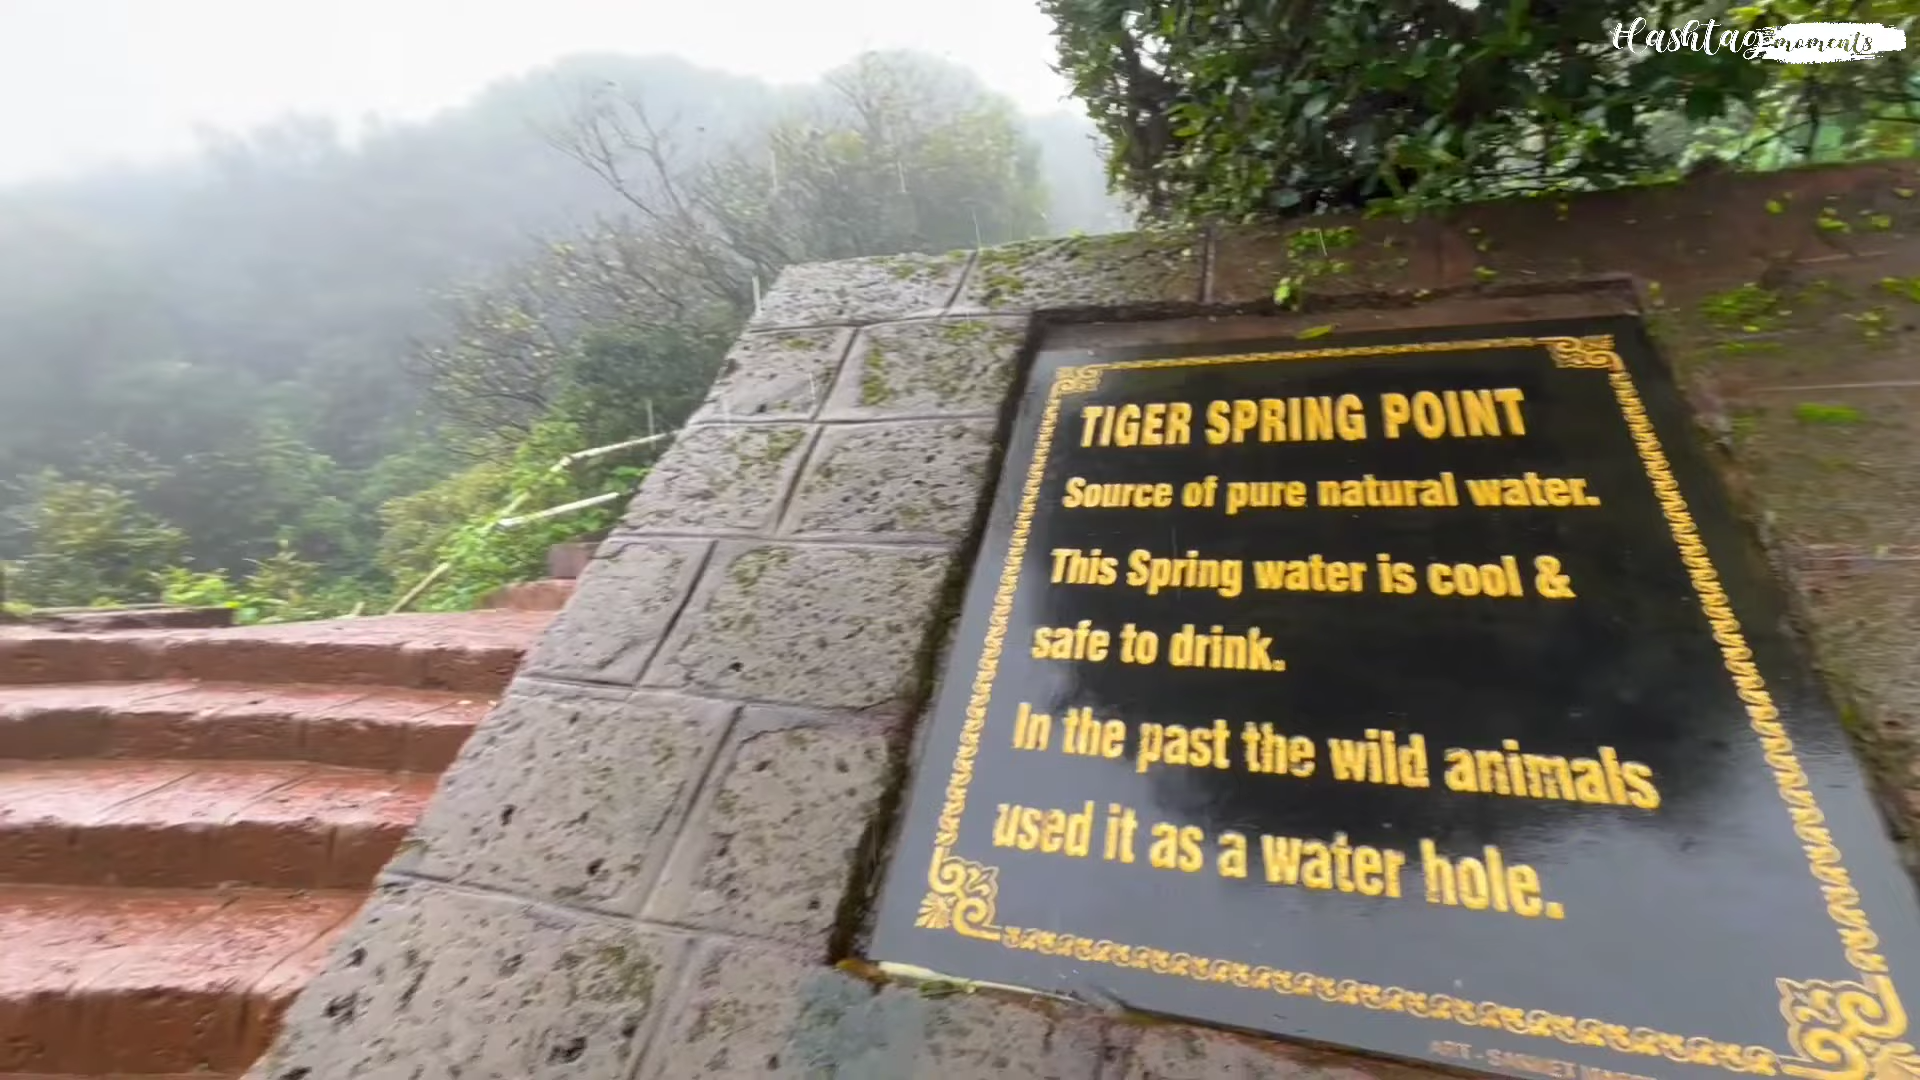 Hashtag moments
TIGER SPRING POINT
Source of pure natural water.
This Spring water is cool &
safe to drink.
In the past the wild animals
used it as a water hole.